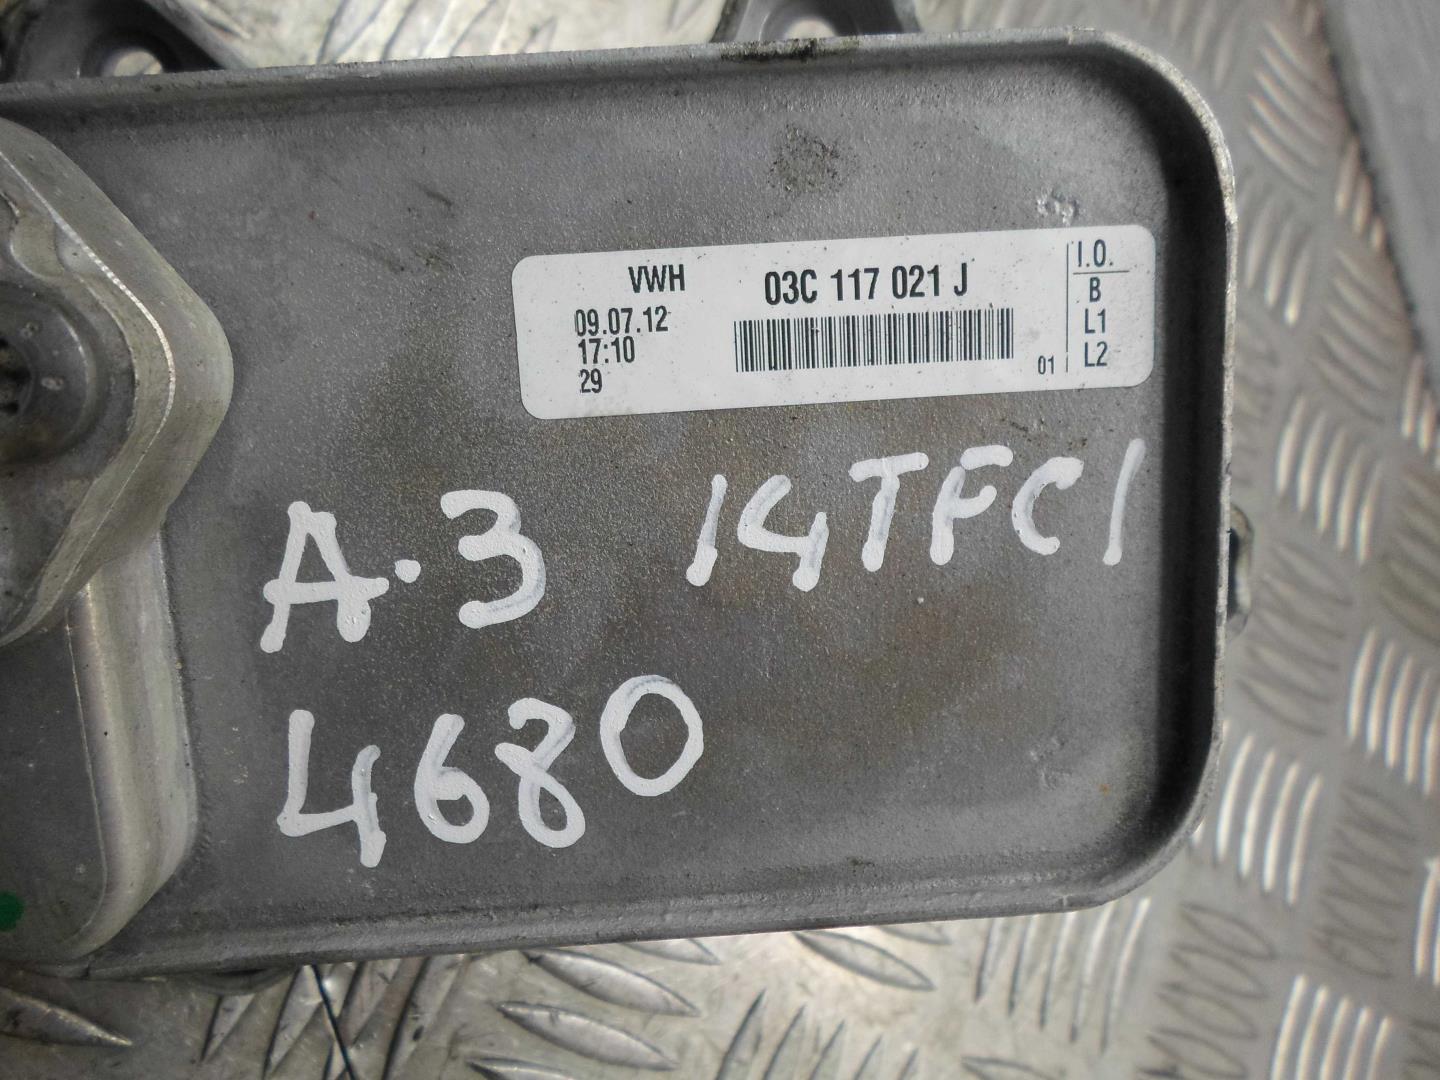 VWH 03C 117 021 J
09.07.12
17:10
29
01
I.O.
B
L1
L2
A.3 14TFCI
4680